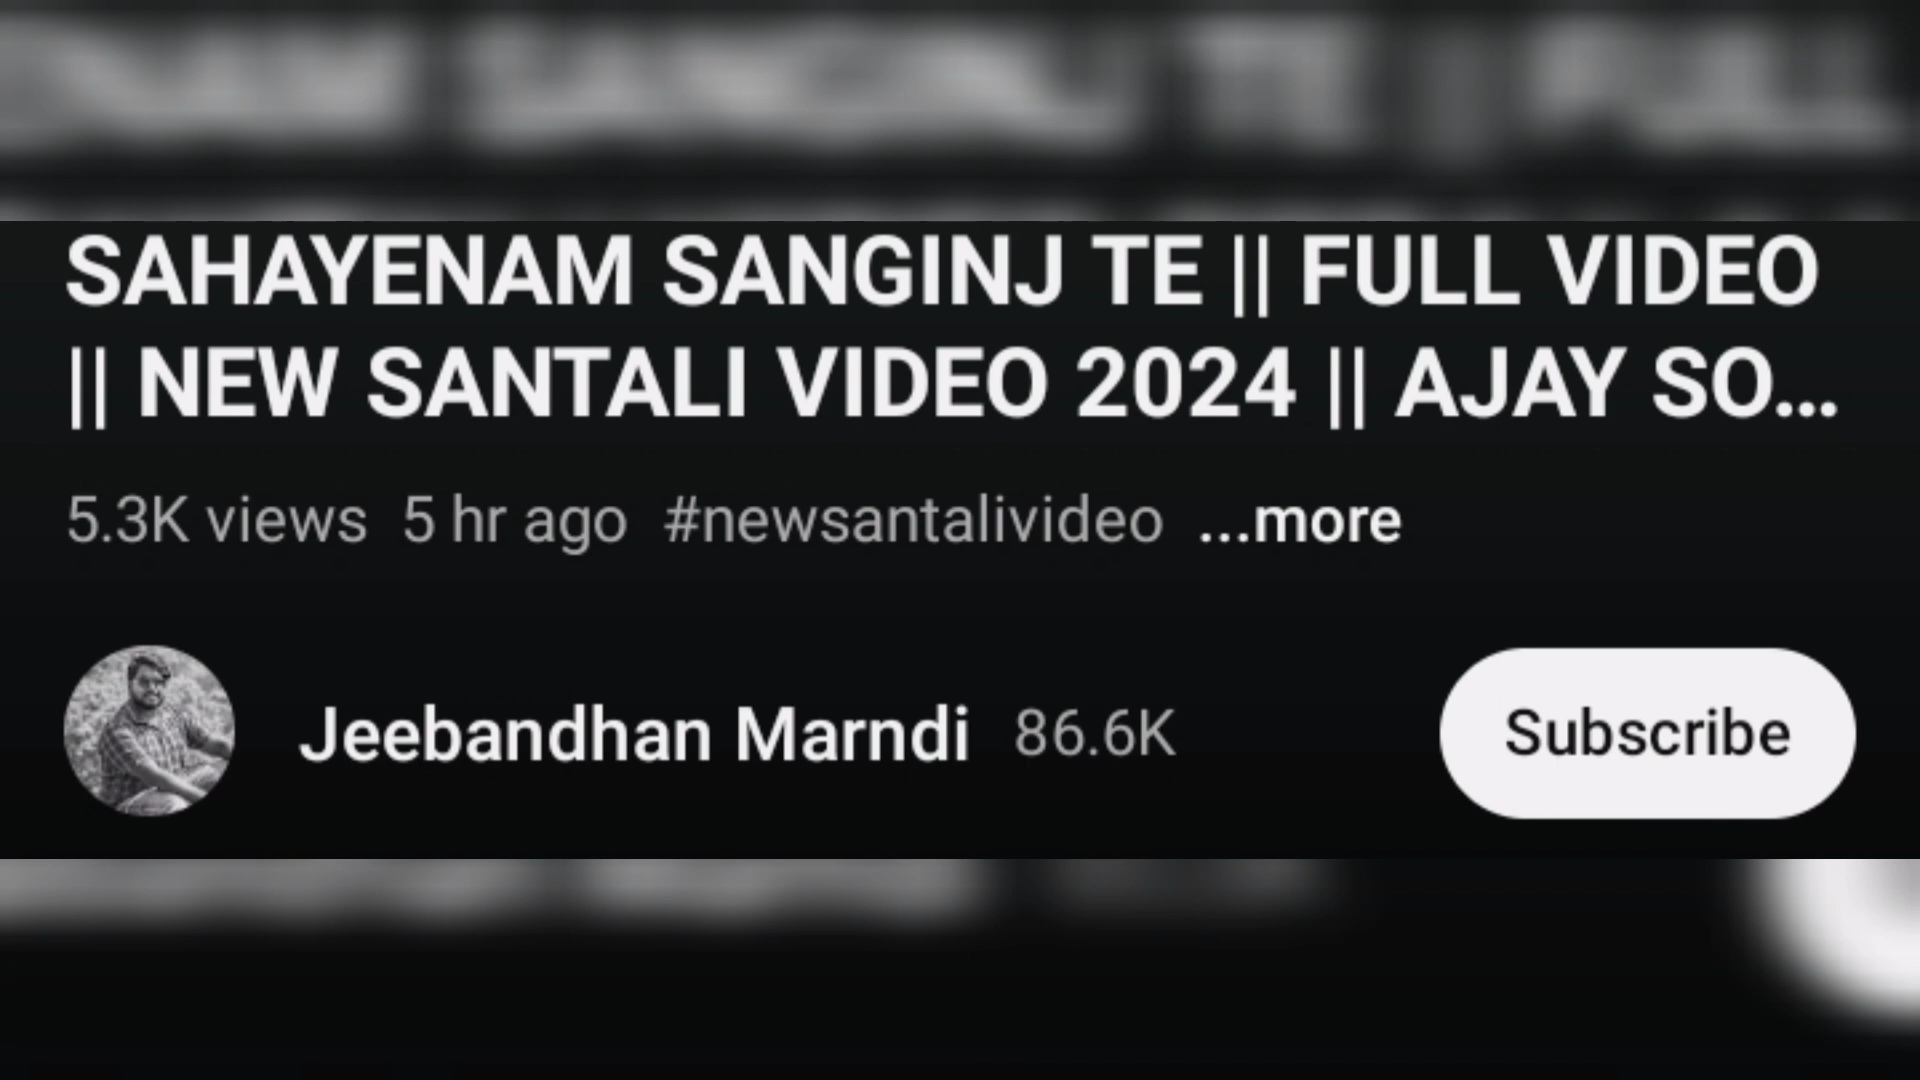 SAHAYENAM SANGINJ TE || FULL VIDEO
|| NEW SANTALI VIDEO 2024 || AJAY SO...
5.3K views 5 hr ago #newsantalivideo ...more
Jeebandhan Marndi 86.6K Subscribe